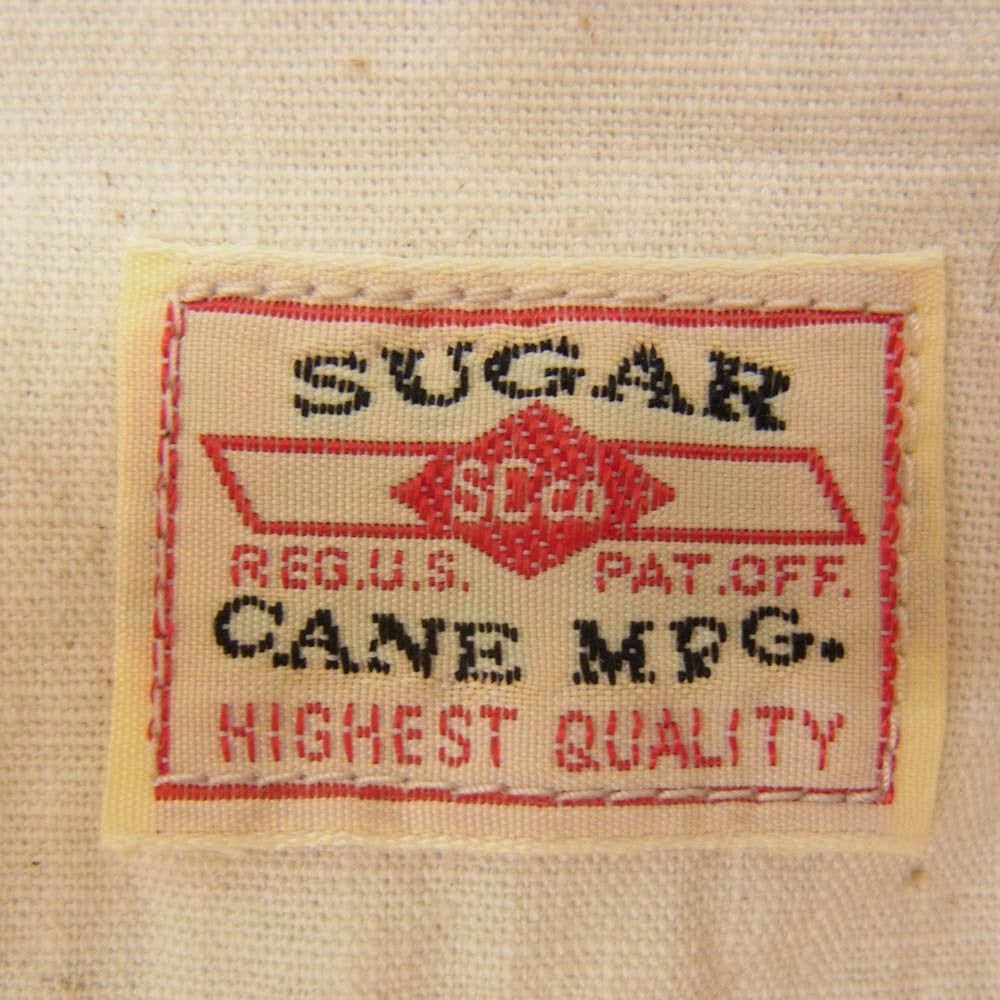 SUGAR
REG.U.S. PAT.OFF.
CANE MFG.
HIGHEST QUALITY